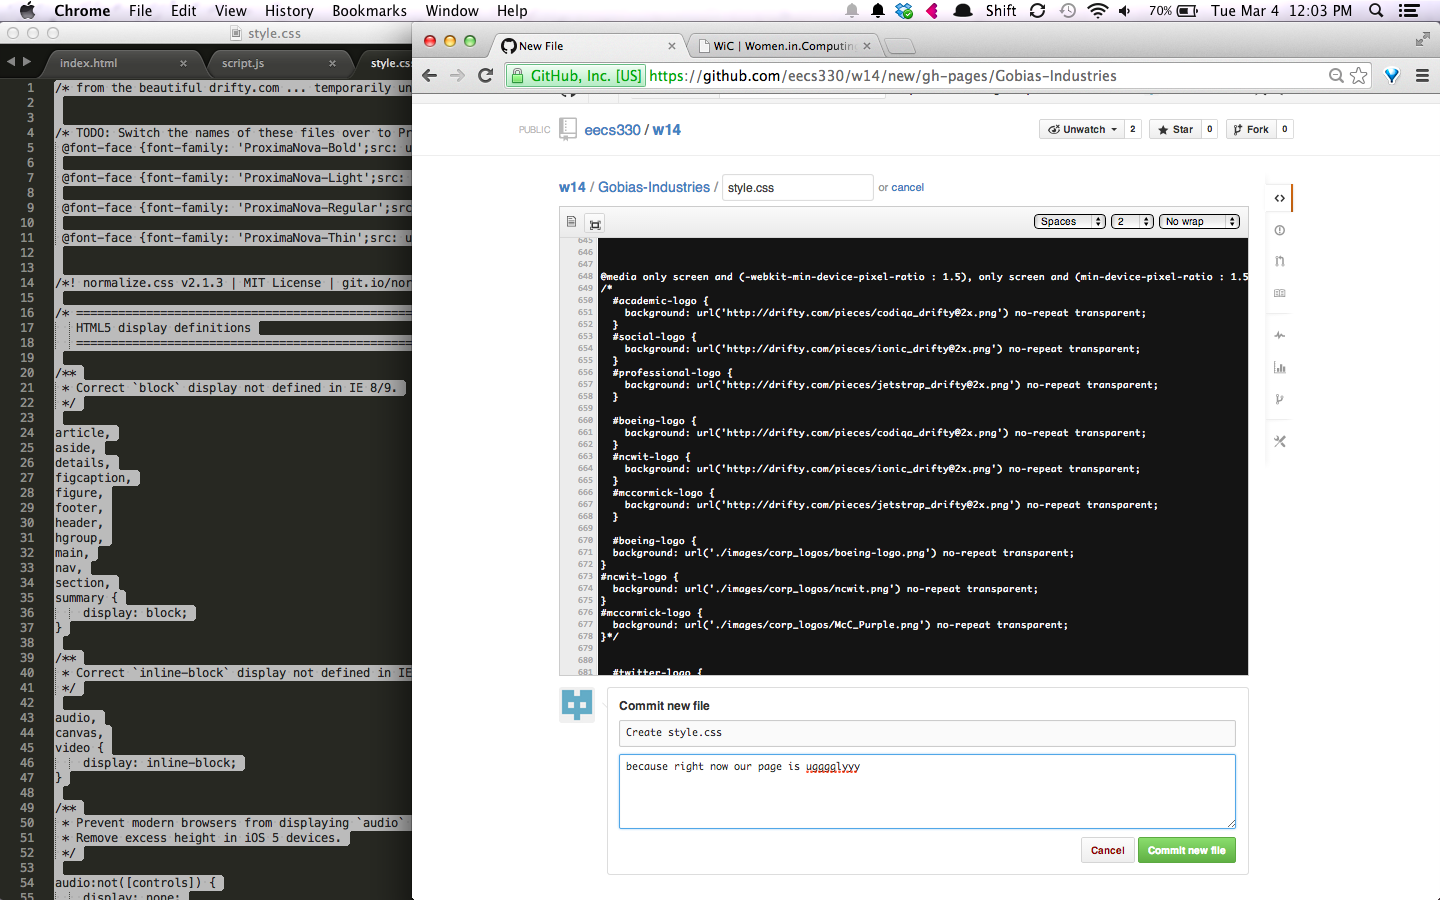 Chrome File Edit View History Bookmarks Window Help Shift 70% Tue Mar 4 12:03 PM
style.css
index.html × script.js × style.cs
1 /* from the beautiful drifty.com ... temporarily un
2
3
4 /* TODO: Switch the names of these files over to Pr
5 @font-face {font-family: 'ProximaNova-Bold';src: u
6
7 @font-face {font-family: 'ProximaNova-Light';src:
8
9 @font-face {font-family: 'ProximaNova-Regular';src
10
11 @font-face {font-family: 'ProximaNova-Thin';src: u
12
13
14 /*! normalize.css v2.1.3 | MIT License | git.io/nor
15
16 /* ==================================================
17 HTML5 display definitions
18 ==================================================
19
20 /**
21 * Correct `block` display not defined in IE 8/9.
22 */
23
24 article,
25 aside,
26 details,
27 figcaption,
28 figure,
29 footer,
30 header,
31 hgroup,
32 main,
33 nav,
34 section,
35 summary {
36 display: block;
37 }
38
39 /**
40 * Correct `inline-block` display not defined in IE
41 */
42
43 audio,
44 canvas,
45 video {
46 display: inline-block;
47 }
48
49 /**
50 * Prevent modern browsers from displaying `audio`
51 * Remove excess height in iOS 5 devices.
52 */
53
54 audio:not([controls]) {
55 display: none;
New File × WiC | Women.in.Computing ×
GitHub, Inc. [US] https://github.com/eecs330/w14/new/gh-pages/Gobias-Industries
PUBLIC eecs330 / w14 Unwatch 2 Star 0 Fork 0
w14 / Gobias-Industries / style.css or cancel
Spaces 2 No wrap
645
646
647
648 @media only screen and (-webkit-min-device-pixel-ratio : 1.5), only screen and (min-device-pixel-ratio : 1.5
649 /*
650 #academic-logo {
651 background: url('http://drifty.com/pieces/codiqa_drifty@2x.png') no-repeat transparent;
652 }
653 #social-logo {
654 background: url('http://drifty.com/pieces/ionic_drifty@2x.png') no-repeat transparent;
655 }
656 #professional-logo {
657 background: url('http://drifty.com/pieces/jetstrap_drifty@2x.png') no-repeat transparent;
658 }
659
660 #boeing-logo {
661 background: url('http://drifty.com/pieces/codiqa_drifty@2x.png') no-repeat transparent;
662 }
663 #ncwit-logo {
664 background: url('http://drifty.com/pieces/ionic_drifty@2x.png') no-repeat transparent;
665 }
666 #mccormick-logo {
667 background: url('http://drifty.com/pieces/jetstrap_drifty@2x.png') no-repeat transparent;
668 }
669
670 #boeing-logo {
671 background: url('./images/corp_logos/boeing-logo.png') no-repeat transparent;
672 }
673 #ncwit-logo {
674 background: url('./images/corp_logos/ncwit.png') no-repeat transparent;
675 }
676 #mccormick-logo {
677 background: url('./images/corp_logos/McC_Purple.png') no-repeat transparent;
678 }*/
679
680
681 #twitter-logo {
Commit new file
Create style.css
because right now our page is ugggglyyy
Cancel Commit new file